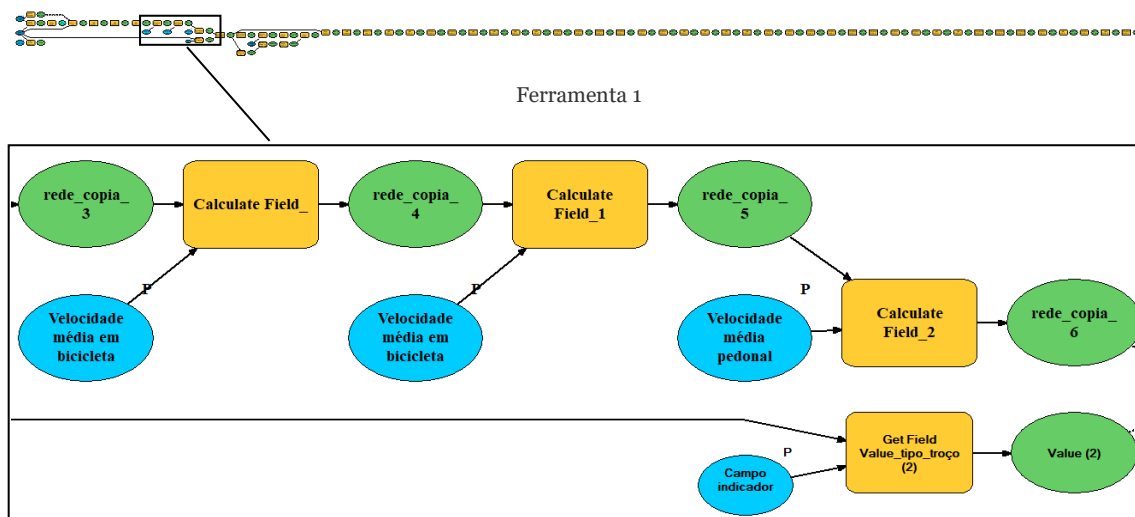 Ferramenta 1
rede_copia_
3
Calculate Field_
rede_copia_
4
Calculate
Field_1
rede_copia_
5
P
Velocidade
média em
bicicleta
P
Velocidade
média em
bicicleta
P
Velocidade
média
pedonal
Calculate
Field_2
rede_copia_
6
P
Campo
indicador
Get Field
Value_tipo_troço
(2)
Value (2)